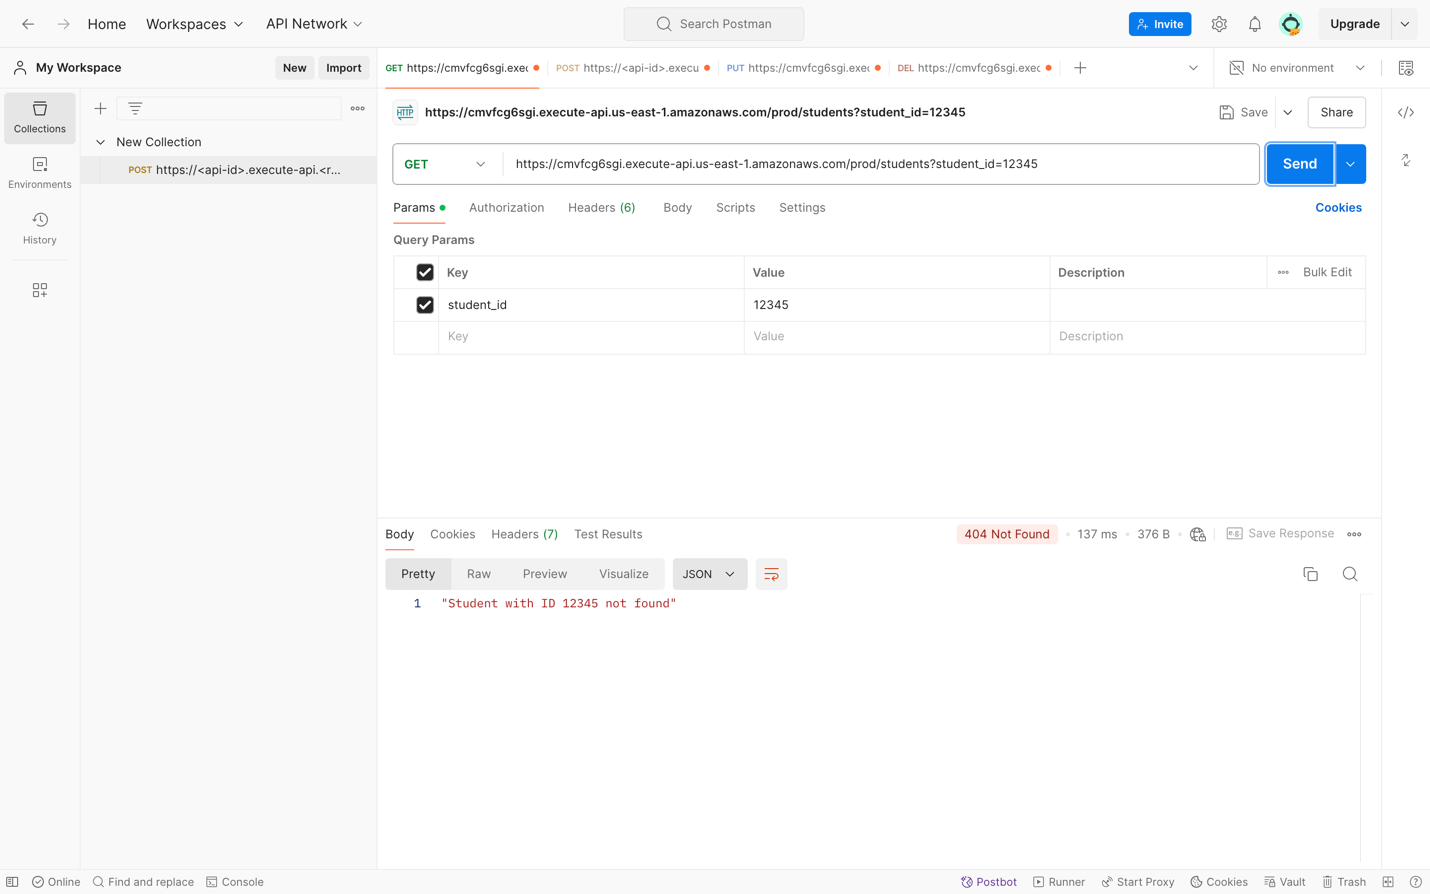 Home
Workspaces
API Network
Search Postman
Invite
Upgrade
My Workspace
New
Import
GET https://cmvfcg6sgi.exec
POST https://<api-id>.execu
PUT https://cmvfcg6sgi.exec
DEL https://cmvfcg6sgi.exec
No environment
Collections
Environments
History
New Collection
POST https://<api-id>.execute-api.<r...
HTTP
https://cmvfcg6sgi.execute-api.us-east-1.amazonaws.com/prod/students?student_id=12345
Save
Share
GET
https://cmvfcg6sgi.execute-api.us-east-1.amazonaws.com/prod/students?student_id=12345
Send
Params
Authorization
Headers (6)
Body
Scripts
Settings
Cookies
Query Params
Key
Value
Description
Bulk Edit
student_id
12345
Key
Value
Description
Body
Cookies
Headers (7)
Test Results
404 Not Found
137 ms
376 B
e.g.
Save Response
Pretty
Raw
Preview
Visualize
JSON
1
"Student with ID 12345 not found"
Online
Find and replace
Console
Postbot
Runner
Start Proxy
Cookies
Vault
Trash